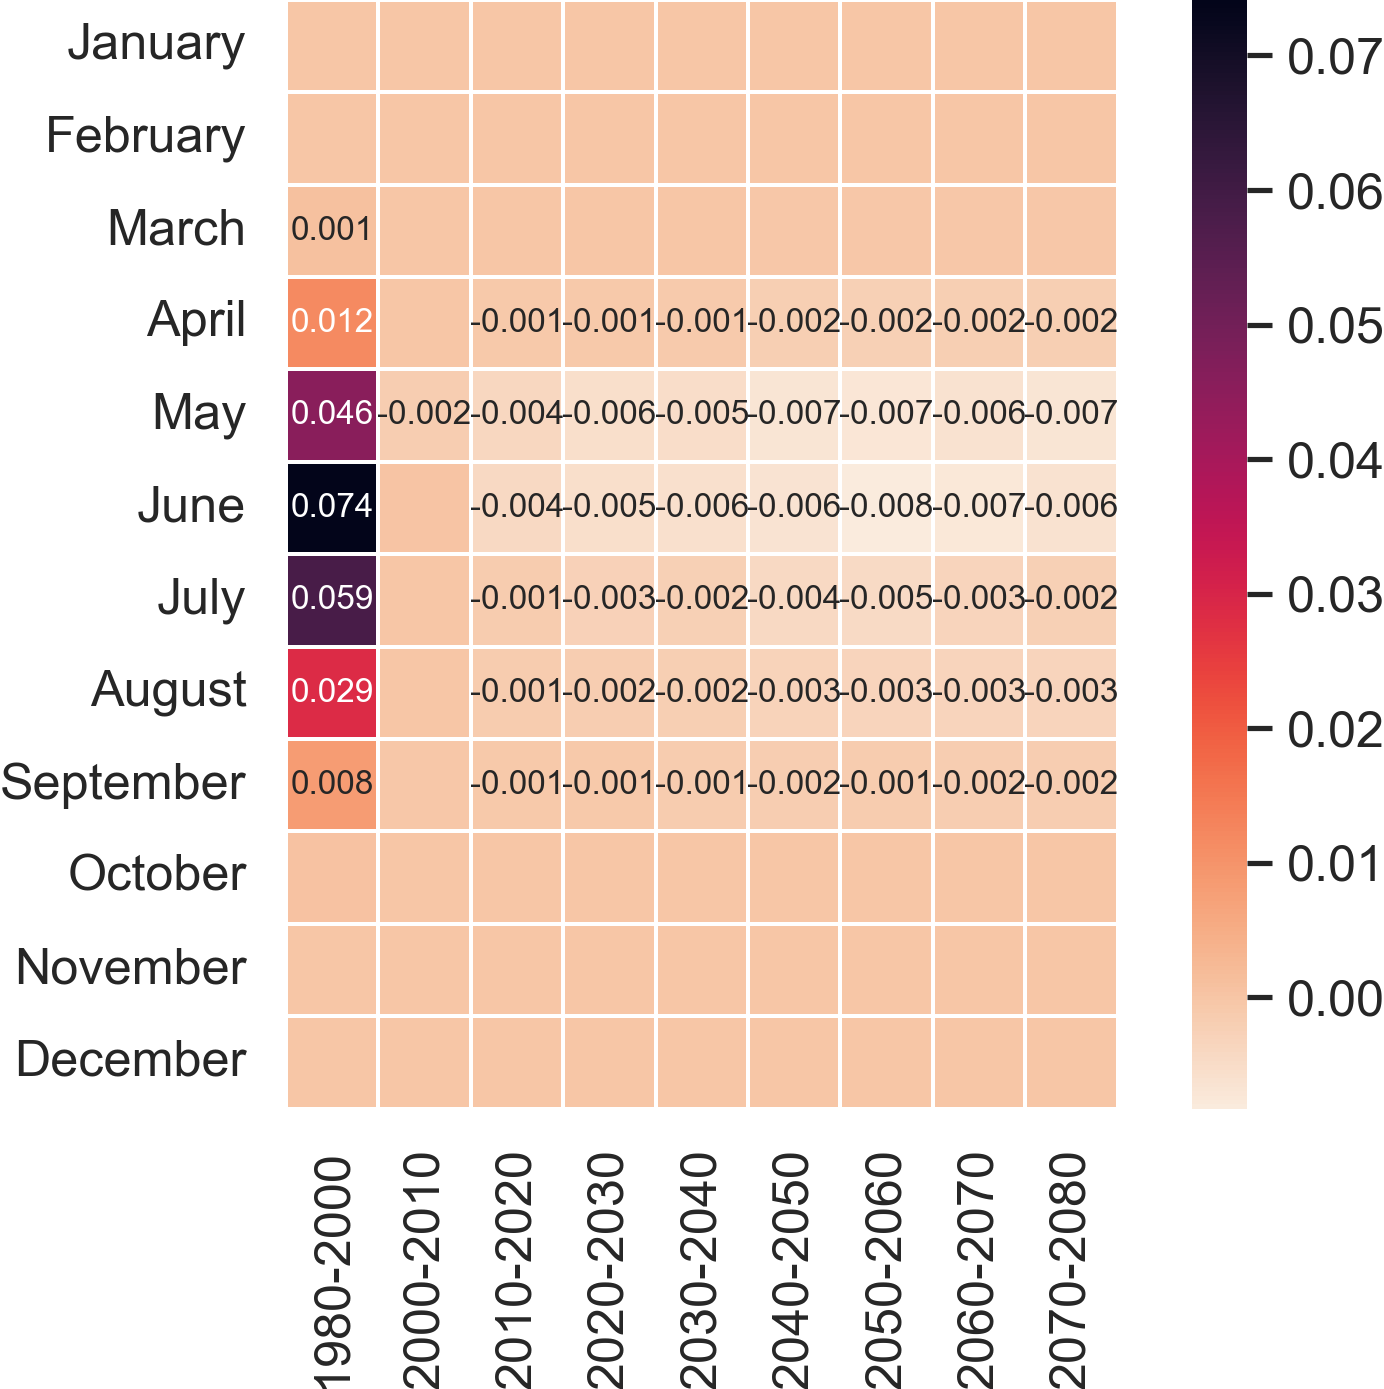 January
February
March 0.001
April 0.012 -0.001 -0.001 -0.001 -0.002 -0.002 -0.002 -0.002
May 0.046 -0.002 -0.004 -0.006 -0.005 -0.007 -0.007 -0.006 -0.007
June 0.074 -0.004 -0.005 -0.006 -0.006 -0.008 -0.007 -0.006
July 0.059 -0.001 -0.003 -0.002 -0.004 -0.005 -0.003 -0.002
August 0.029 -0.001 -0.002 -0.002 -0.003 -0.003 -0.003 -0.003
September 0.008 -0.001 -0.001 -0.001 -0.002 -0.001 -0.002 -0.002
October
November
December
1980-2000
2000-2010
2010-2020
2020-2030
2030-2040
2040-2050
2050-2060
2060-2070
2070-2080
0.07
0.06
0.05
0.04
0.03
0.02
0.01
0.00